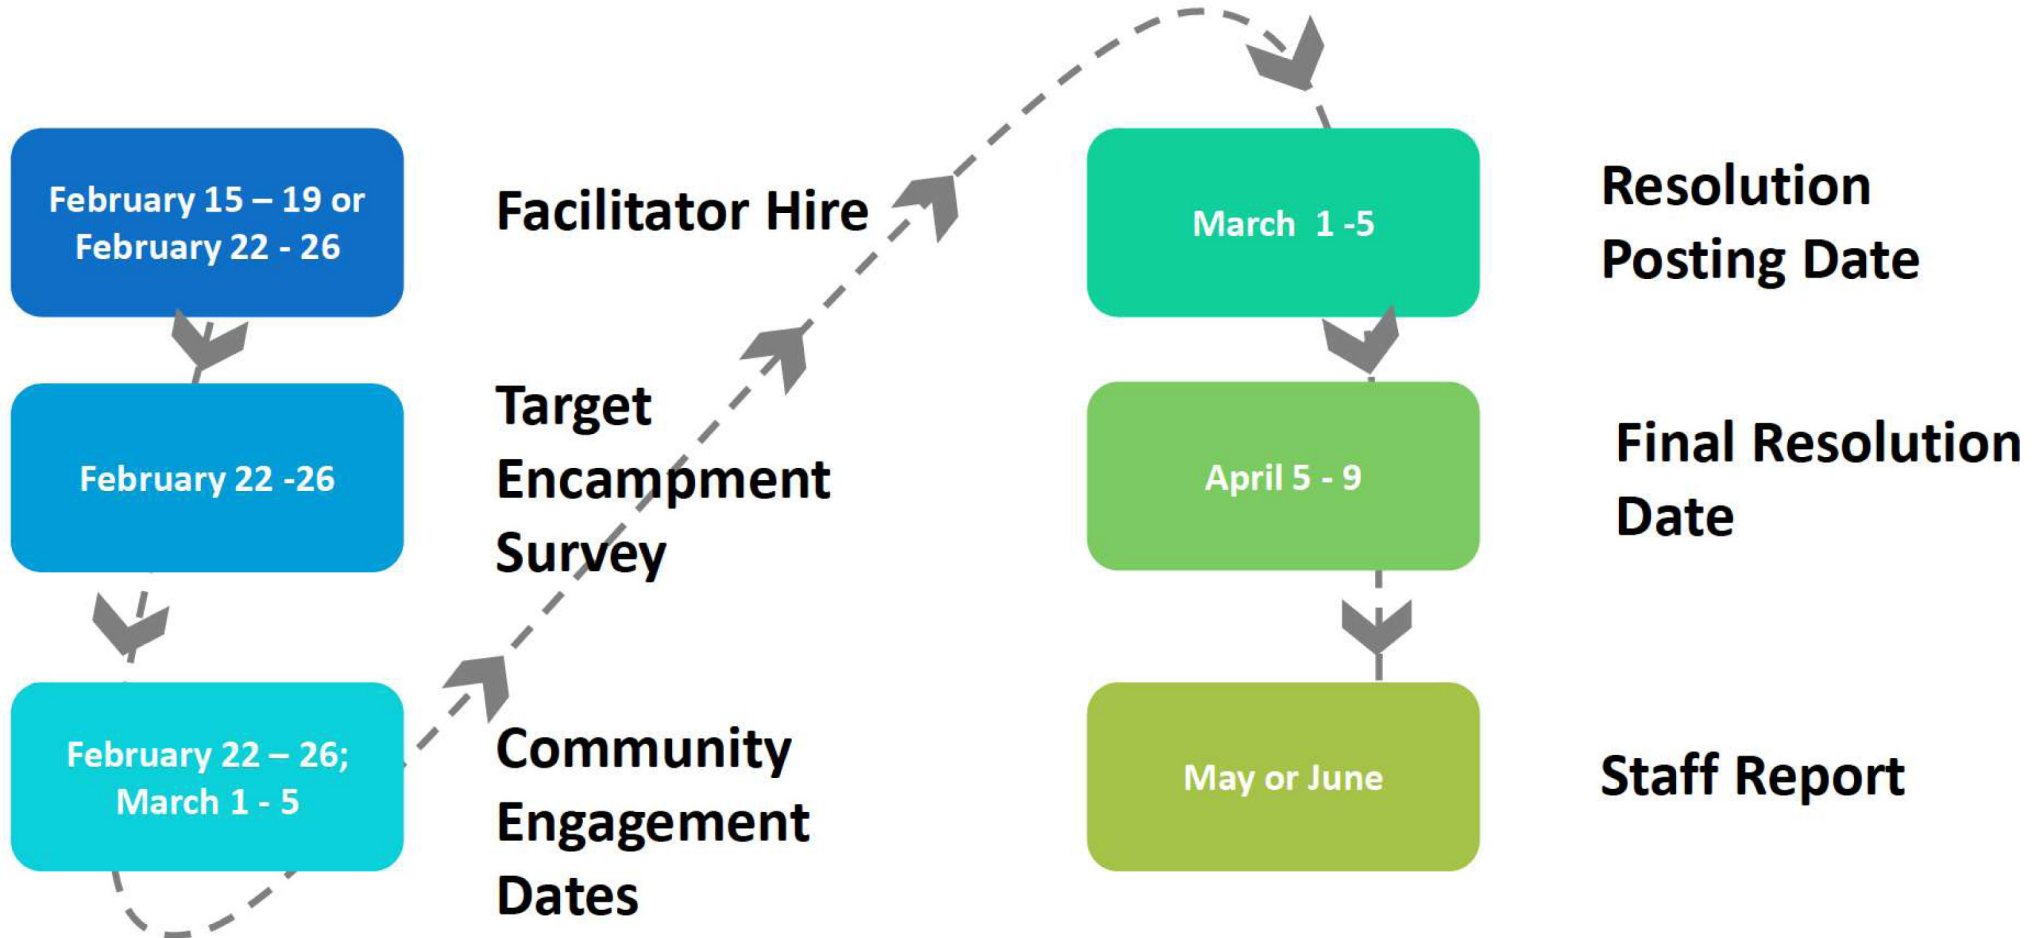 February 15 – 19 or
February 22 - 26
Facilitator Hire
February 22 -26
Target
Encampment
Survey
February 22 – 26;
March 1 - 5
Community
Engagement
Dates
March  1 -5
Resolution
Posting Date
April 5 - 9
Final Resolution
Date
May or June
Staff Report